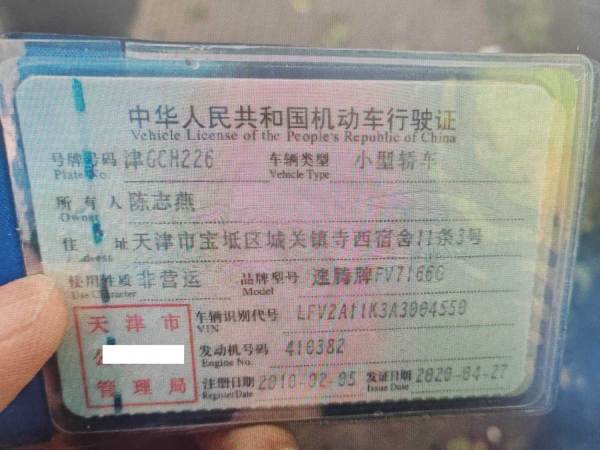 中华人民共和国机动车行驶证
Vehicle License of the People's Republic of China
号牌号码 津GCH226 车辆类型 小型轿车
Plate No. Vehicle Type
所有人 陈志燕
Owner
住址 天津市宝坻区城关镇寺西宿舍11条3号
Address
使用性质 非营运 品牌型号 速腾牌FV7166G
Use Character Model
天津市 车辆识别代号 LFV2A11K3A3004550
VIN
发动机号码 410382
Engine No.
管理局 注册日期 2010-02-05 发证日期 2020-04-27
Register Date Issue Date